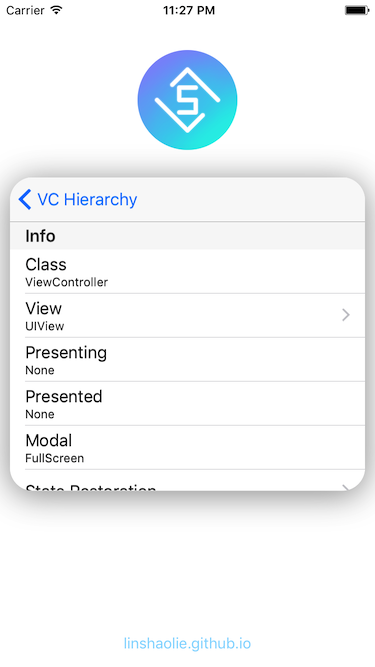 Carrier 11:27 PM
S
VC Hierarchy
Info
Class
ViewController
View
UIView
Presenting
None
Presented
None
Modal
FullScreen
State Restoration
linshaolie.github.io